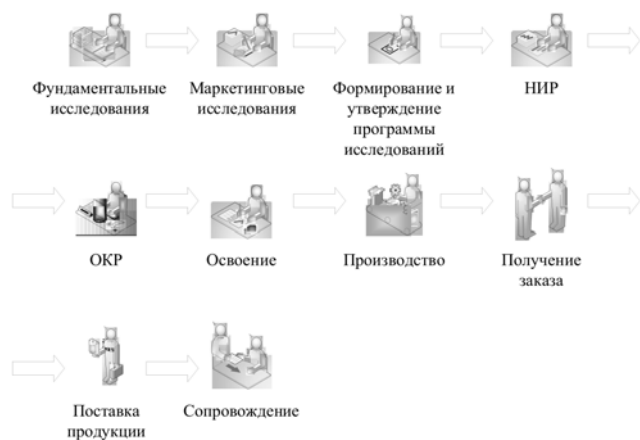 Фундаментальные
исследования
Маркетинговые
исследования
Формирование и
утверждение
программы
исследований
НИР
ОКР
Освоение
Производство
Получение
заказа
Поставка
продукции
Сопровождение